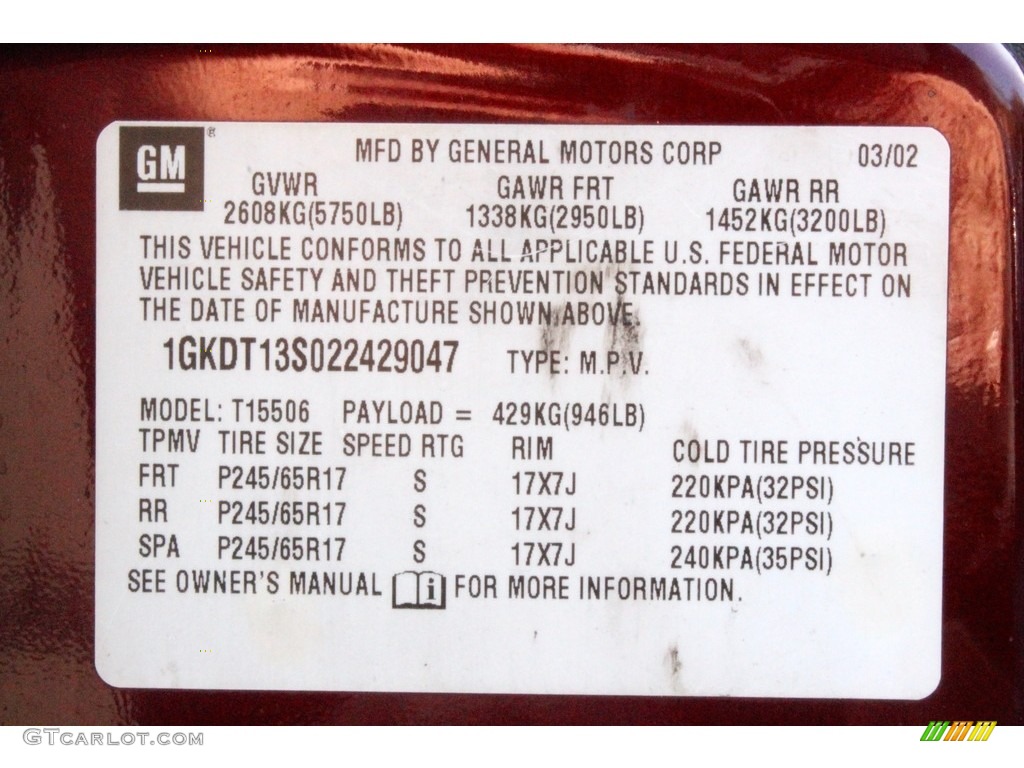 GM ® MFD BY GENERAL MOTORS CORP 03/02
GVWR GAWR FRT GAWR RR
2608KG(5750LB) 1338KG(2950LB) 1452KG(3200LB)
THIS VEHICLE CONFORMS TO ALL APPLICABLE U.S. FEDERAL MOTOR
VEHICLE SAFETY AND THEFT PREVENTION STANDARDS IN EFFECT ON
THE DATE OF MANUFACTURE SHOWN ABOVE.
1GKDT13S022429047 TYPE: M.P.V.
MODEL: T15506 PAYLOAD = 429KG(946LB)
TPMV TIRE SIZE SPEED RTG RIM COLD TIRE PRESSURE
FRT P245/65R17 S 17X7J 220KPA(32PSI)
RR P245/65R17 S 17X7J 220KPA(32PSI)
SPA P245/65R17 S 17X7J 240KPA(35PSI)
SEE OWNER'S MANUAL i FOR MORE INFORMATION.
GTCARLOT.COM